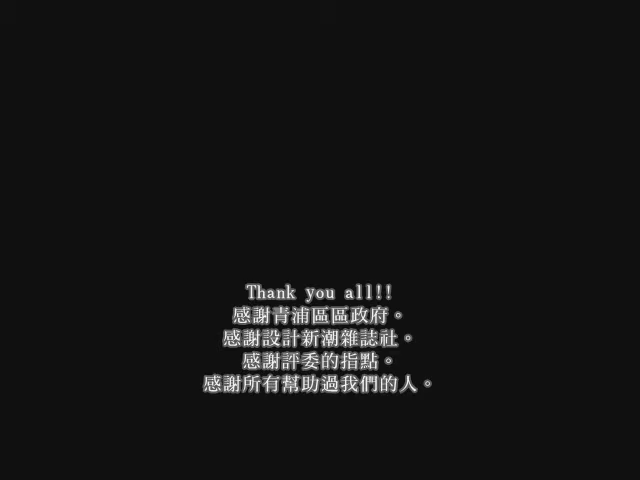 Thank you all!!
感謝青浦區區政府。
感謝設計新潮雜誌社。
感謝評委的指點。
感謝所有幫助過我們的人。